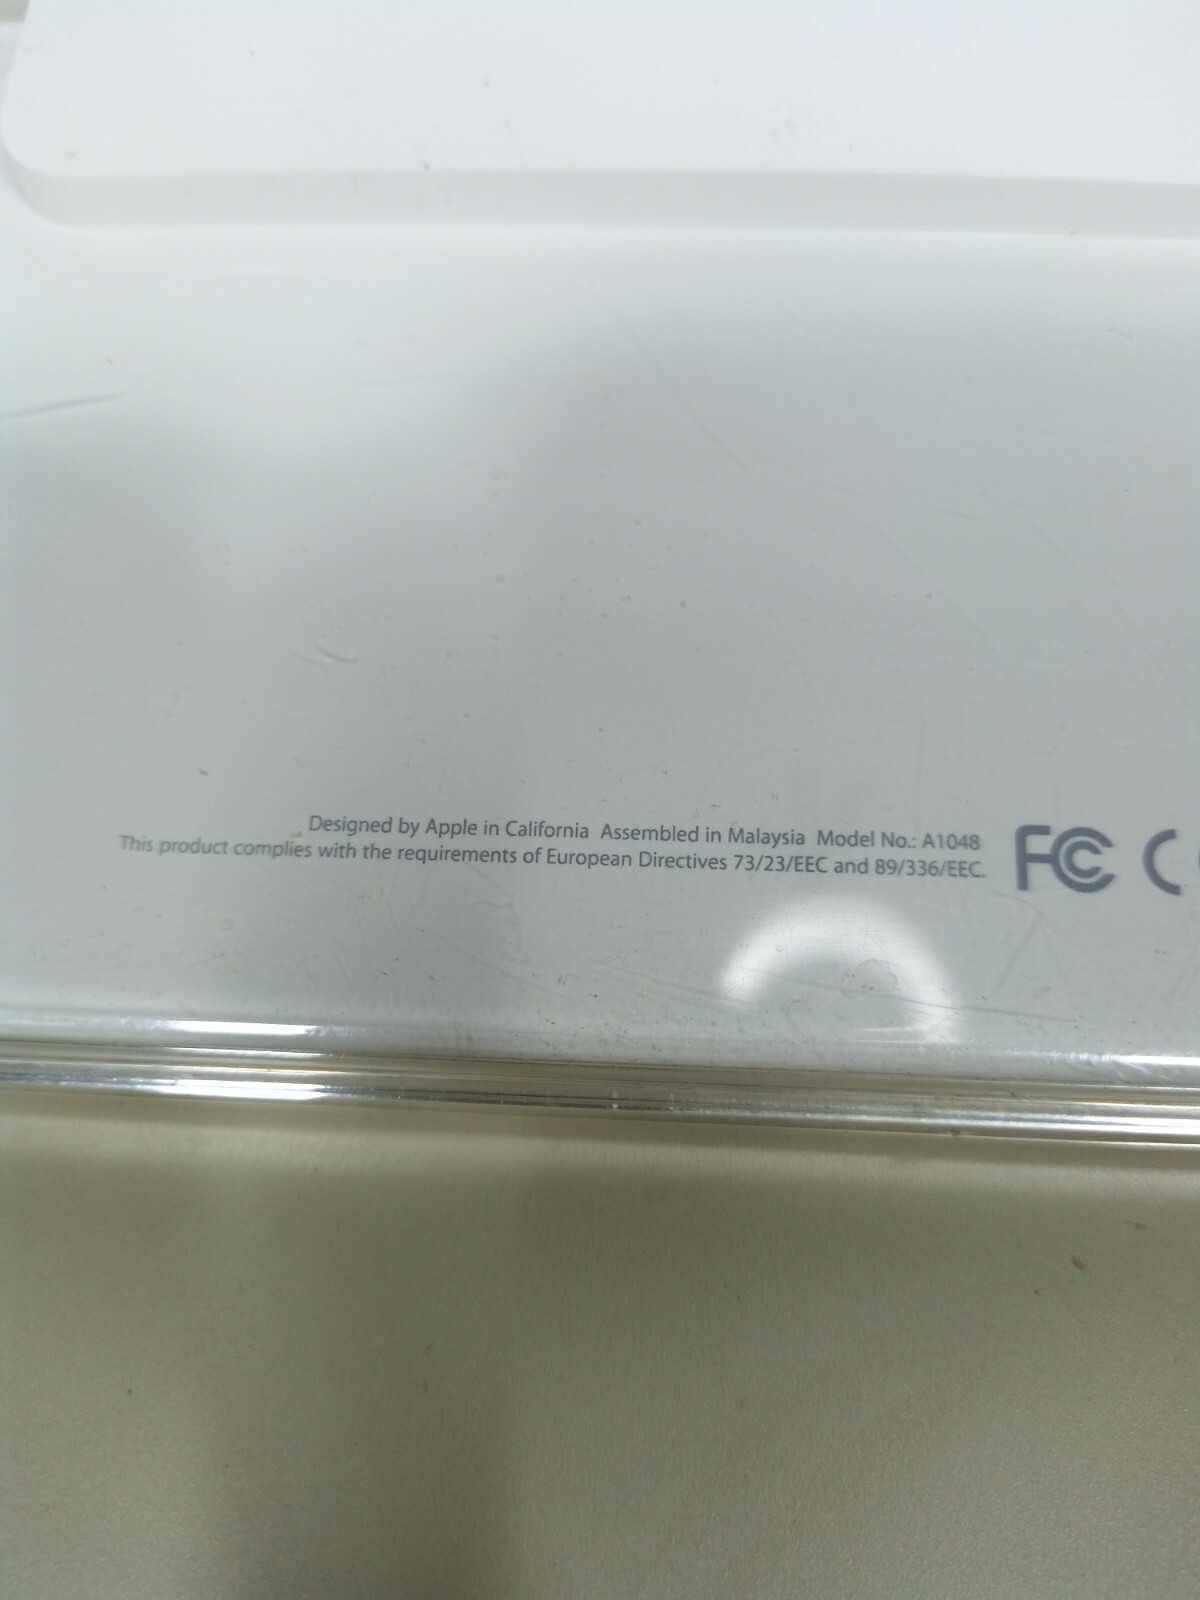 Designed by Apple in California Assembled in Malaysia Model No.: A1048
This product complies with the requirements of European Directives 73/23/EEC and 89/336/EEC.
FC